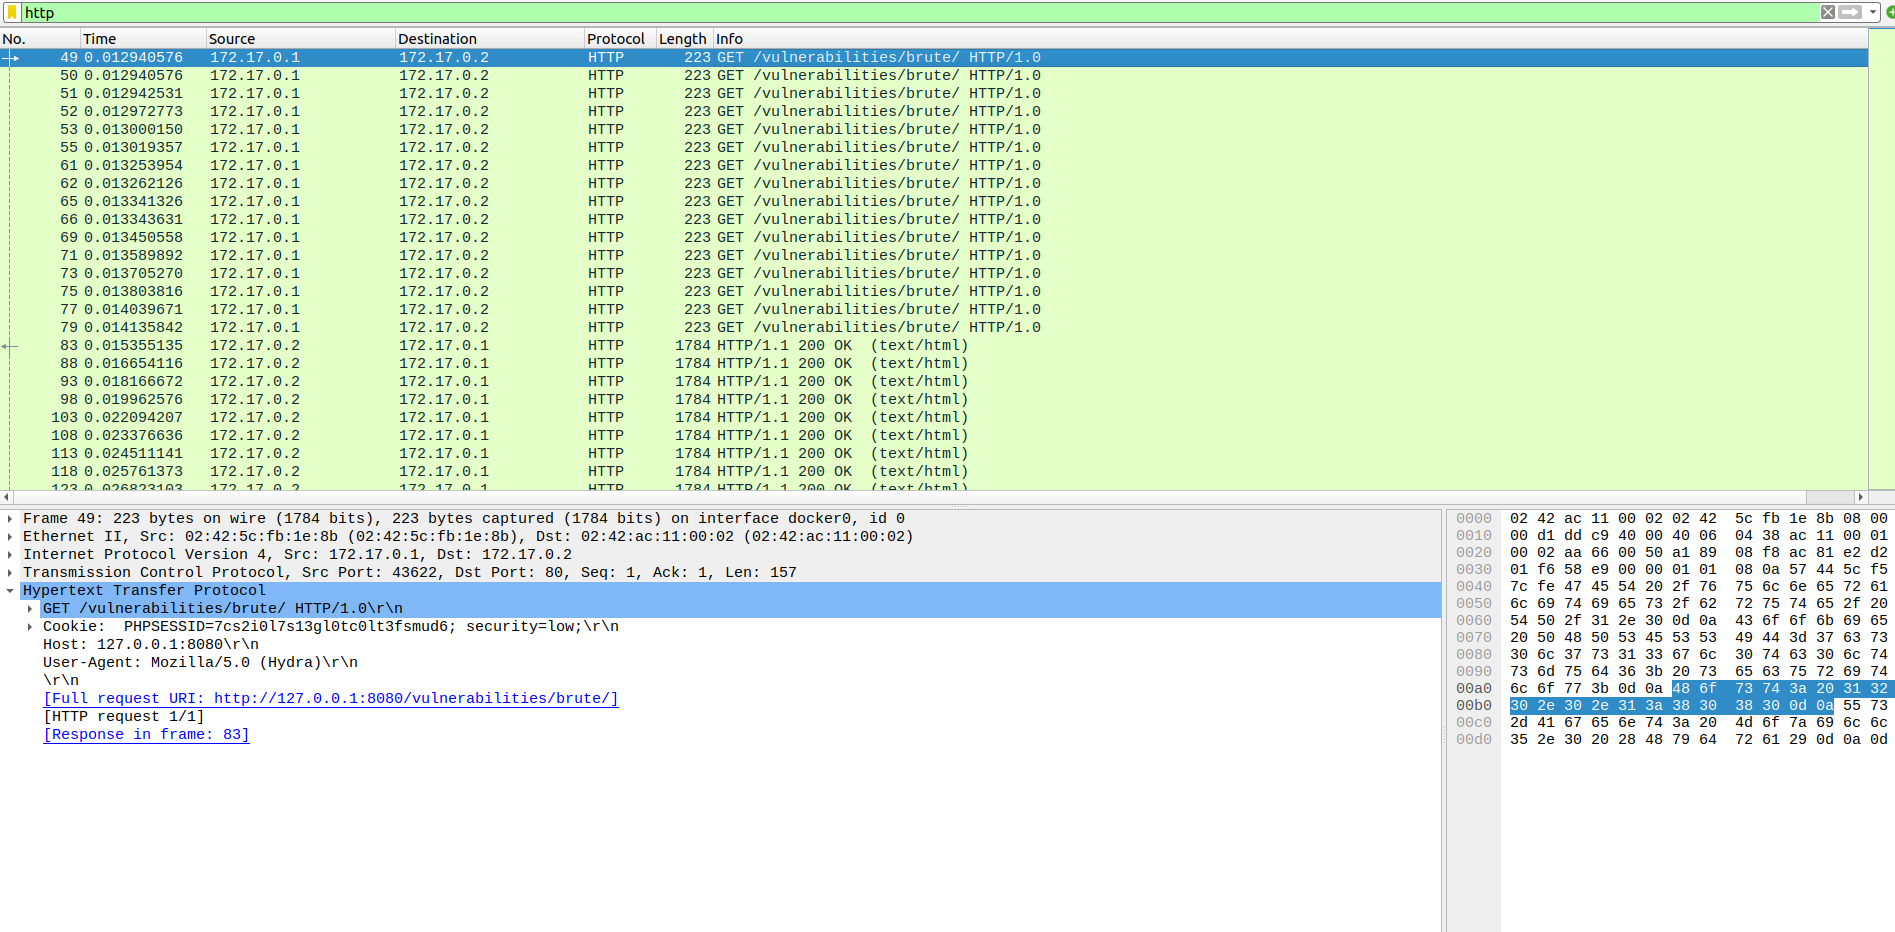 http
No. Time Source Destination Protocol Length Info
49 0.012940576 172.17.0.1 172.17.0.2 HTTP 223 GET /vulnerabilities/brute/ HTTP/1.0
50 0.012940576 172.17.0.1 172.17.0.2 HTTP 223 GET /vulnerabilities/brute/ HTTP/1.0
51 0.012942531 172.17.0.1 172.17.0.2 HTTP 223 GET /vulnerabilities/brute/ HTTP/1.0
52 0.012972773 172.17.0.1 172.17.0.2 HTTP 223 GET /vulnerabilities/brute/ HTTP/1.0
53 0.013000150 172.17.0.1 172.17.0.2 HTTP 223 GET /vulnerabilities/brute/ HTTP/1.0
55 0.013019357 172.17.0.1 172.17.0.2 HTTP 223 GET /vulnerabilities/brute/ HTTP/1.0
61 0.013253954 172.17.0.1 172.17.0.2 HTTP 223 GET /vulnerabilities/brute/ HTTP/1.0
62 0.013262126 172.17.0.1 172.17.0.2 HTTP 223 GET /vulnerabilities/brute/ HTTP/1.0
65 0.013341326 172.17.0.1 172.17.0.2 HTTP 223 GET /vulnerabilities/brute/ HTTP/1.0
66 0.013343631 172.17.0.1 172.17.0.2 HTTP 223 GET /vulnerabilities/brute/ HTTP/1.0
69 0.013450558 172.17.0.1 172.17.0.2 HTTP 223 GET /vulnerabilities/brute/ HTTP/1.0
71 0.013589892 172.17.0.1 172.17.0.2 HTTP 223 GET /vulnerabilities/brute/ HTTP/1.0
73 0.013705270 172.17.0.1 172.17.0.2 HTTP 223 GET /vulnerabilities/brute/ HTTP/1.0
75 0.013803816 172.17.0.1 172.17.0.2 HTTP 223 GET /vulnerabilities/brute/ HTTP/1.0
77 0.014039671 172.17.0.1 172.17.0.2 HTTP 223 GET /vulnerabilities/brute/ HTTP/1.0
79 0.014135842 172.17.0.1 172.17.0.2 HTTP 223 GET /vulnerabilities/brute/ HTTP/1.0
83 0.015355135 172.17.0.2 172.17.0.1 HTTP 1784 HTTP/1.1 200 OK (text/html)
88 0.016654116 172.17.0.2 172.17.0.1 HTTP 1784 HTTP/1.1 200 OK (text/html)
93 0.018166672 172.17.0.2 172.17.0.1 HTTP 1784 HTTP/1.1 200 OK (text/html)
98 0.019962576 172.17.0.2 172.17.0.1 HTTP 1784 HTTP/1.1 200 OK (text/html)
103 0.022094207 172.17.0.2 172.17.0.1 HTTP 1784 HTTP/1.1 200 OK (text/html)
108 0.023376636 172.17.0.2 172.17.0.1 HTTP 1784 HTTP/1.1 200 OK (text/html)
113 0.024511141 172.17.0.2 172.17.0.1 HTTP 1784 HTTP/1.1 200 OK (text/html)
118 0.025761373 172.17.0.2 172.17.0.1 HTTP 1784 HTTP/1.1 200 OK (text/html)
123 0.026823103 172.17.0.2 172.17.0.1 HTTP 1784 HTTP/1.1 200 OK (text/html)
Frame 49: 223 bytes on wire (1784 bits), 223 bytes captured (1784 bits) on interface docker0, id 0
Ethernet II, Src: 02:42:5c:fb:1e:8b (02:42:5c:fb:1e:8b), Dst: 02:42:ac:11:00:02 (02:42:ac:11:00:02)
Internet Protocol Version 4, Src: 172.17.0.1, Dst: 172.17.0.2
Transmission Control Protocol, Src Port: 43622, Dst Port: 80, Seq: 1, Ack: 1, Len: 157
Hypertext Transfer Protocol
GET /vulnerabilities/brute/ HTTP/1.0\r\n
Cookie: PHPSESSID=7cs2i0l7s13gl0tc0lt3fsmud6; security=low;\r\n
Host: 127.0.0.1:8080\r\n
User-Agent: Mozilla/5.0 (Hydra)\r\n
\r\n
[Full request URI: http://127.0.0.1:8080/vulnerabilities/brute/]
[HTTP request 1/1]
[Response in frame: 83]
0000 02 42 ac 11 00 02 02 42 5c fb 1e 8b 08 00
0010 00 d1 dd c9 40 00 40 06 04 38 ac 11 00 01
0020 00 02 aa 66 00 50 a1 89 08 f8 ac 81 e2 d2
0030 01 f6 58 e9 00 00 01 01 08 0a 57 44 5c f5
0040 7c fe 47 45 54 20 2f 76 75 6c 6e 65 72 61
0050 6c 69 74 69 65 73 2f 62 72 75 74 65 2f 20
0060 54 50 2f 31 2e 30 0d 0a 43 6f 6f 6b 69 65
0070 20 50 48 50 53 45 53 53 49 44 3d 37 63 73
0080 30 6c 37 73 31 33 67 6c 30 74 63 30 6c 74
0090 73 6d 75 64 36 3b 20 73 65 63 75 72 69 74
00a0 6c 6f 77 3b 0d 0a 48 6f 73 74 3a 20 31 32
00b0 30 2e 30 2e 31 3a 38 30 38 30 0d 0a 55 73
00c0 2d 41 67 65 6e 74 3a 20 4d 6f 7a 69 6c 6c
00d0 35 2e 30 20 28 48 79 64 72 61 29 0d 0a 0d